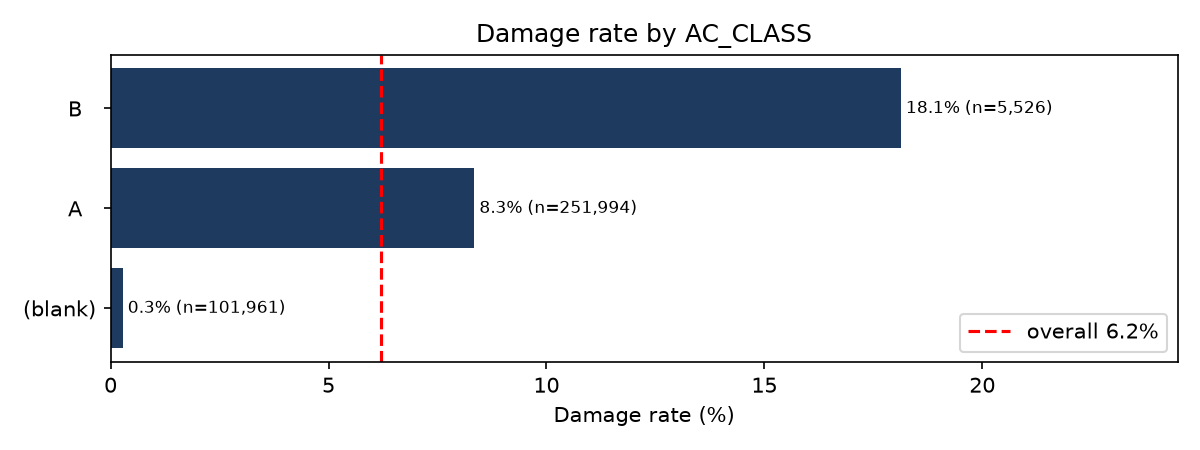 Damage rate by AC_CLASS
B
18.1% (n=5,526)
A
8.3% (n=251,994)
(blank)
0.3% (n=101,961)
overall 6.2%
0 5 10 15 20
Damage rate (%)